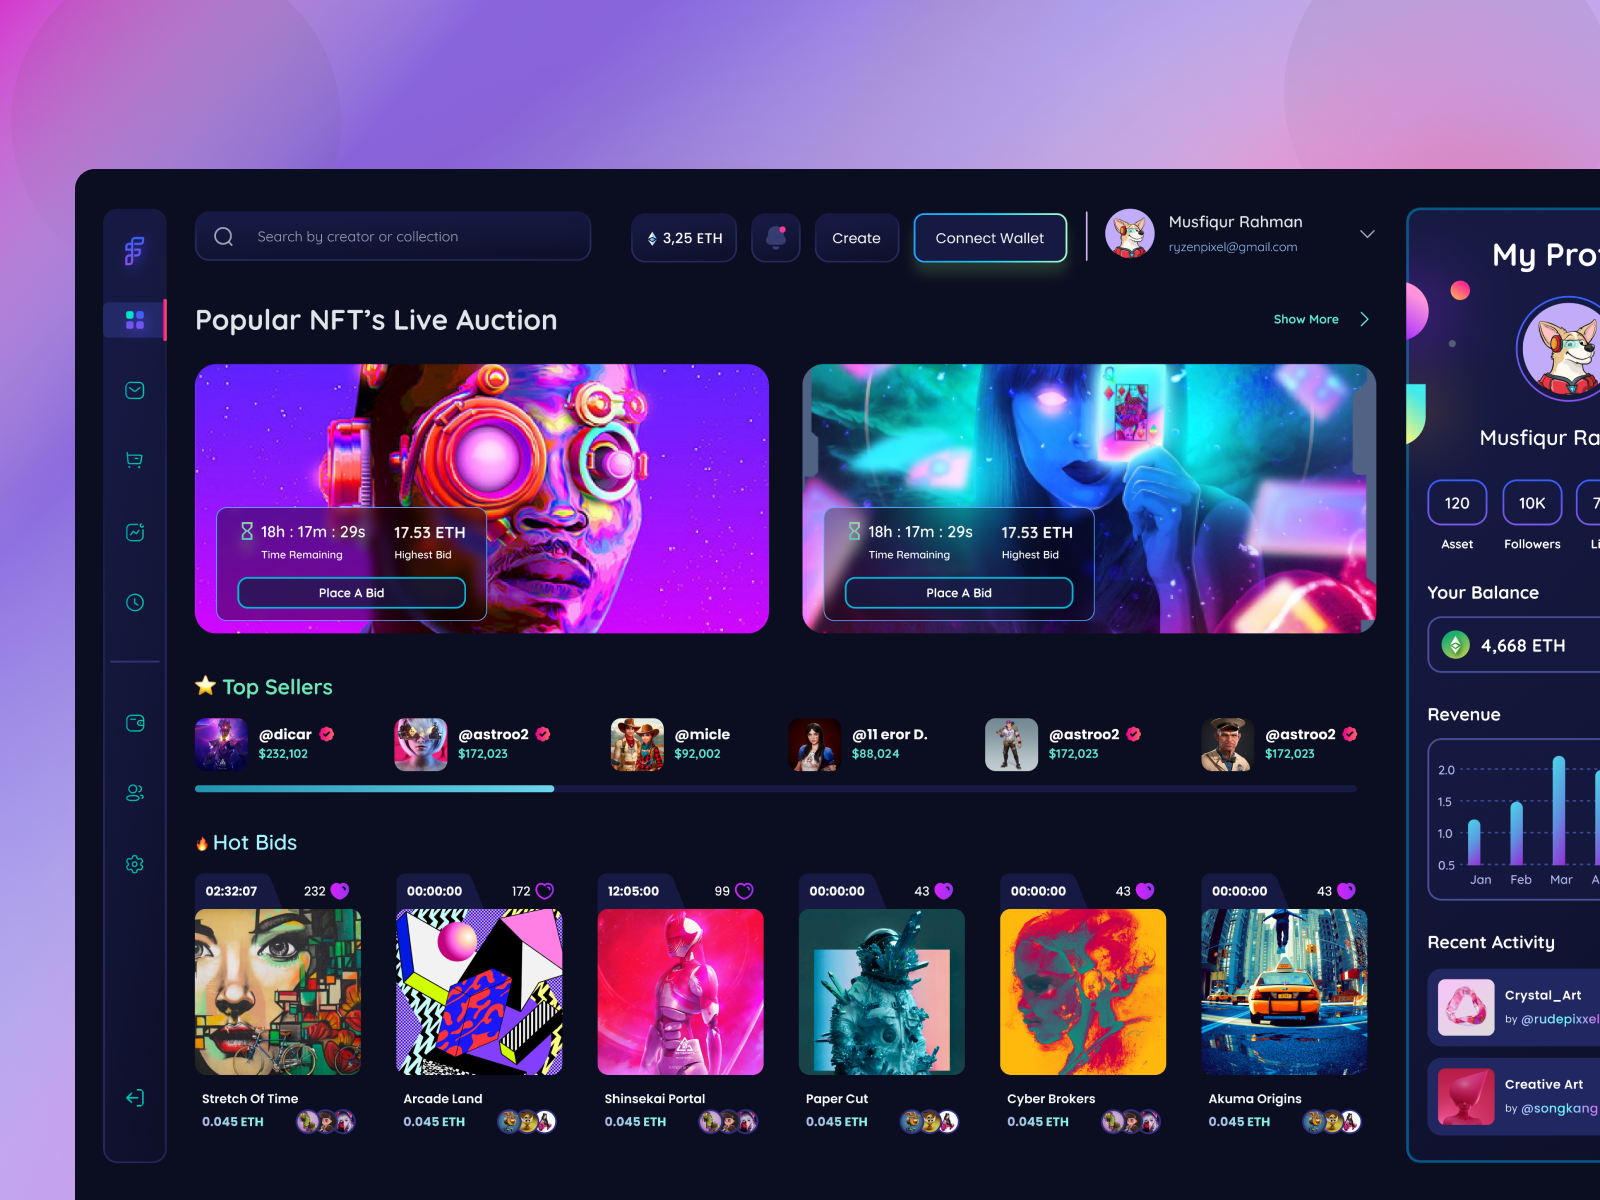 Search by creator or collection
3,25 ETH
Create
Connect Wallet
Musfiqur Rahman
ryzenpixel@gmail.com
Popular NFT’s Live Auction
Show More
18h : 17m : 29s
17.53 ETH
Time Remaining
Highest Bid
Place A Bid
18h : 17m : 29s
17.53 ETH
Time Remaining
Highest Bid
Place A Bid
Top Sellers
@dicar
$232,102
@astroo2
$172,023
@micle
$92,002
@11 eror D.
$88,024
@astroo2
$172,023
@astroo2
$172,023
Hot Bids
02:32:07
232
Stretch Of Time
0.045 ETH
00:00:00
172
Arcade Land
0.045 ETH
12:05:00
99
Shinsekai Portal
0.045 ETH
00:00:00
43
Paper Cut
0.045 ETH
00:00:00
43
Cyber Brokers
0.045 ETH
00:00:00
43
Akuma Origins
0.045 ETH
My Pro
Musfiqur Ra
120
Asset
10K
Followers
7
Li
Your Balance
4,668 ETH
Revenue
2.0
1.5
1.0
0.5
Jan Feb Mar A
Recent Activity
Crystal_Art
by @rudepixxel
Creative Art
by @songkang